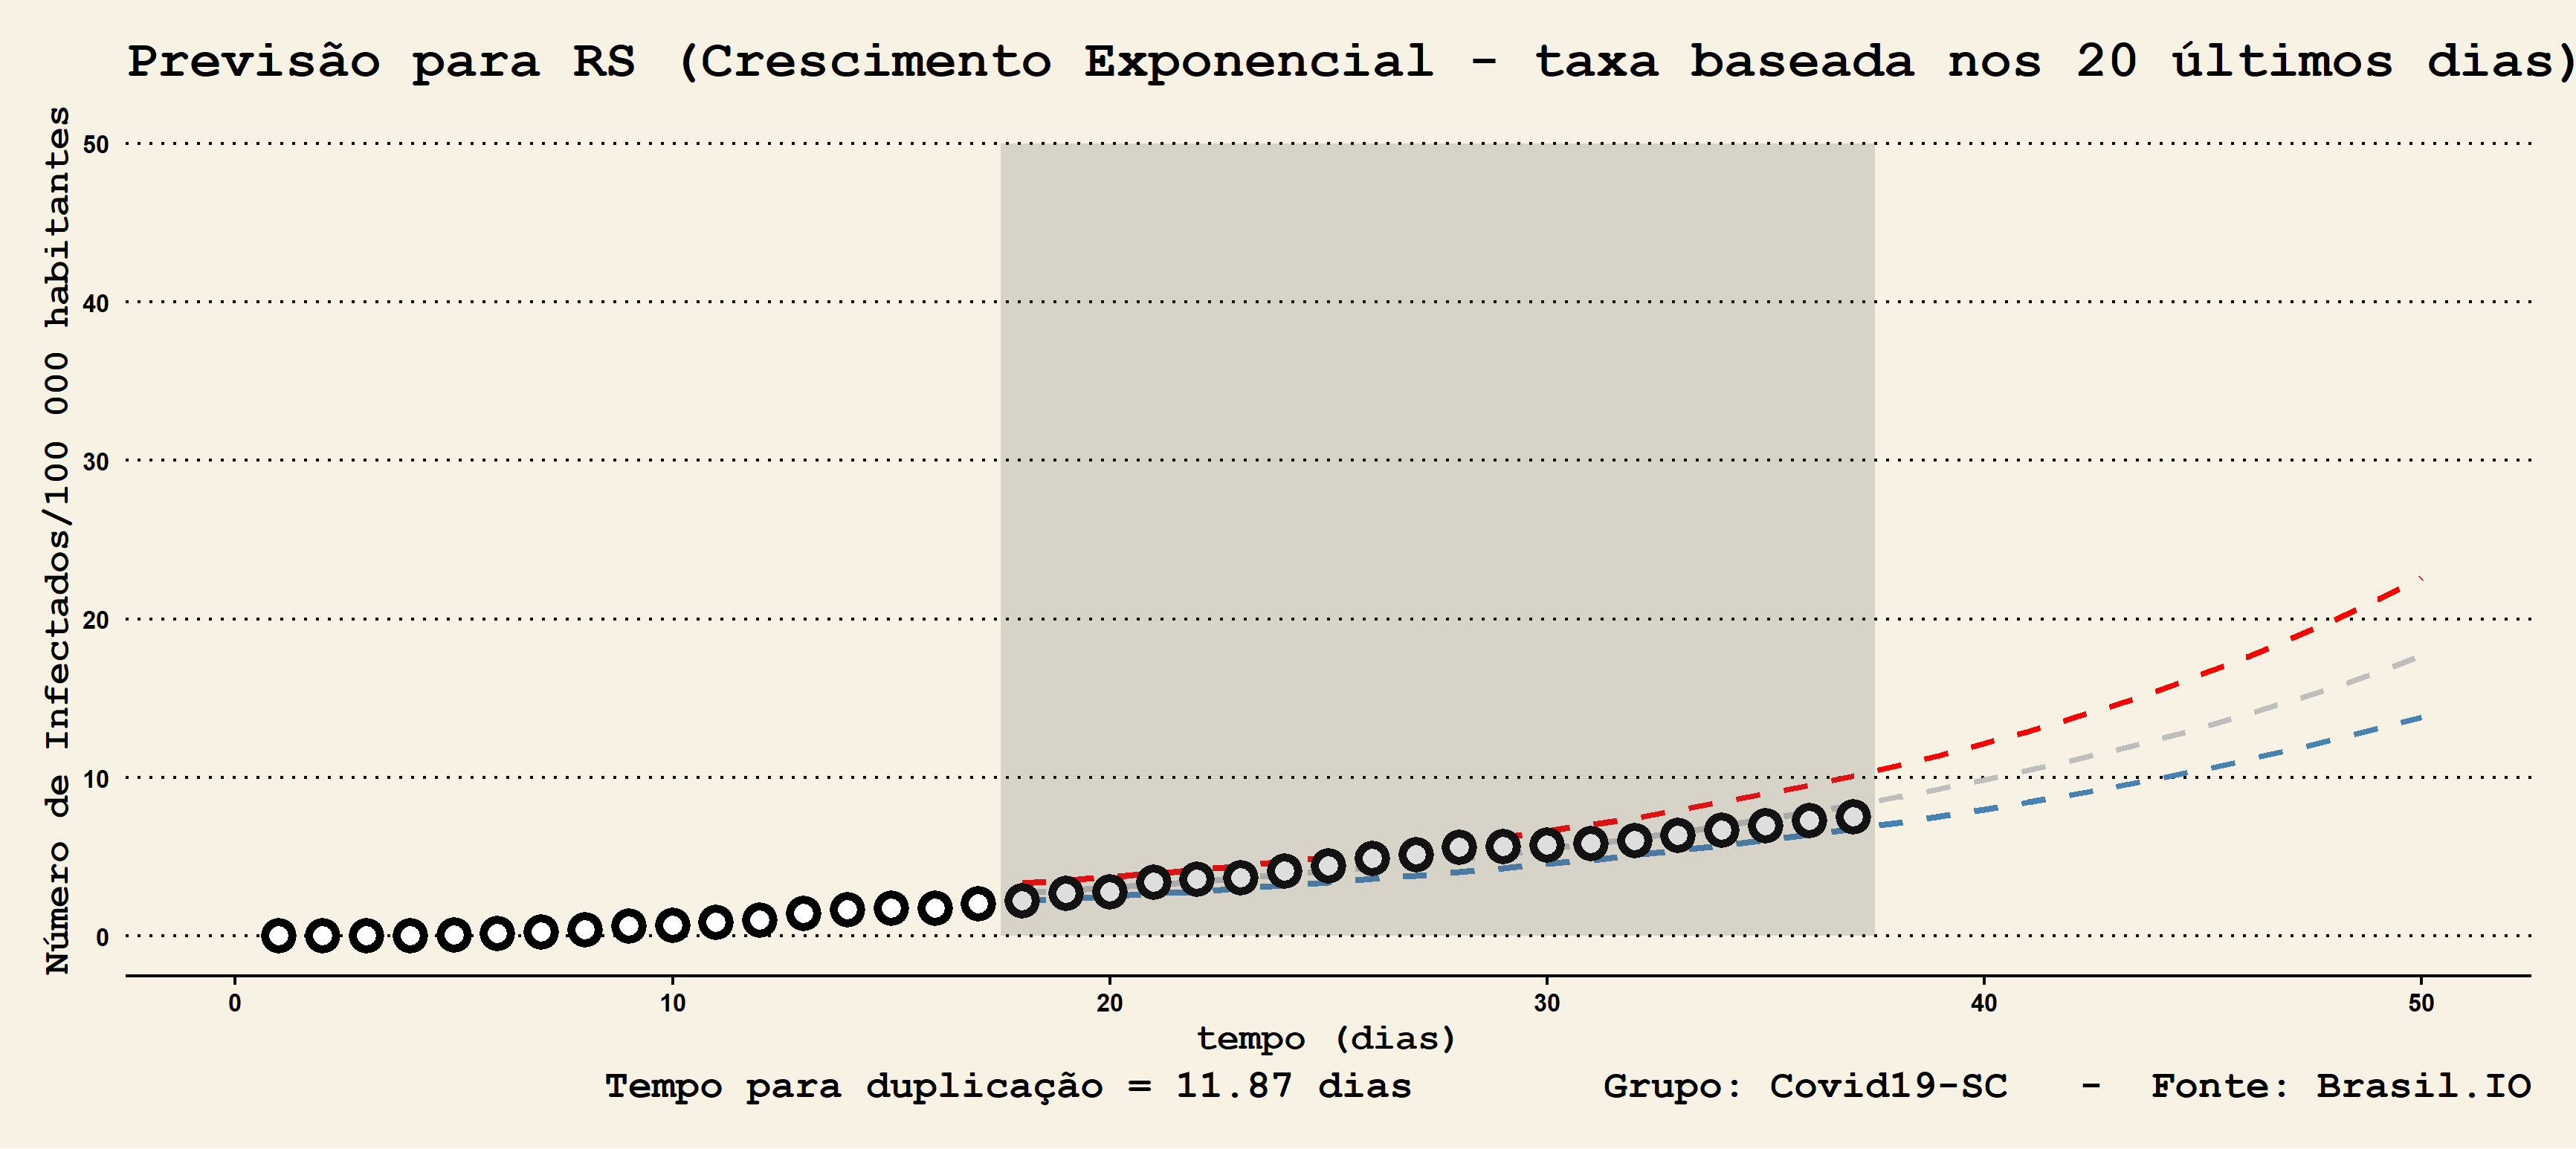 Previsão para RS (Crescimento Exponencial - taxa baseada nos 20 últimos dias)
Número de Infectados/100 000 habitantes
50
40
30
20
10
0
0 10 20 30 40 50
tempo (dias)
Tempo para duplicação = 11.87 dias Grupo: Covid19-SC - Fonte: Brasil.IO